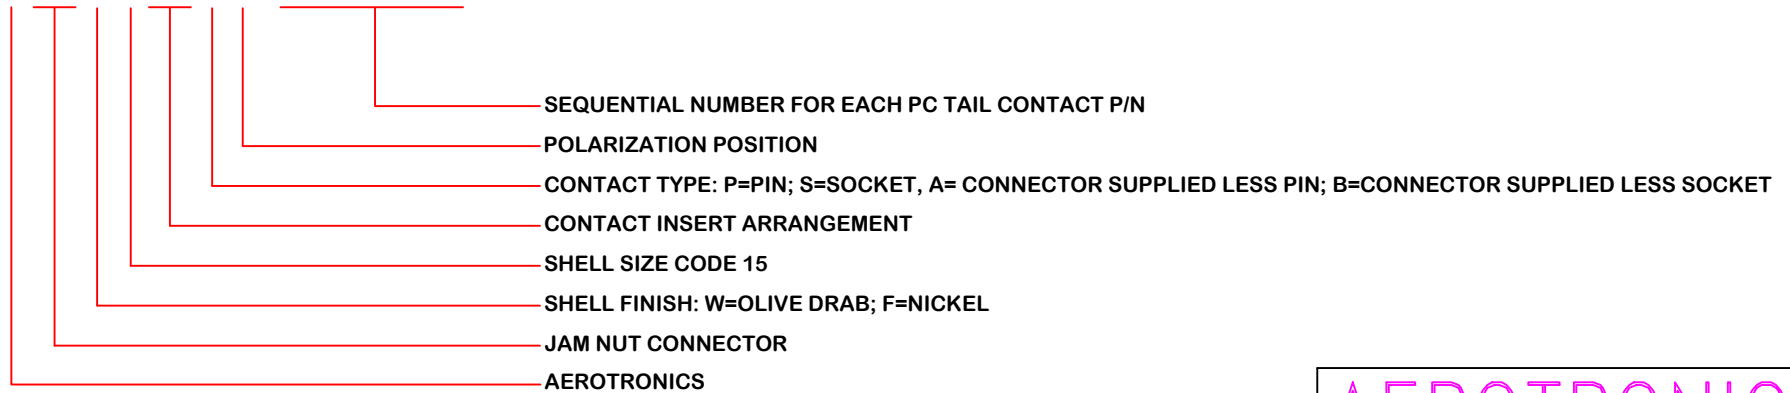 SEQUENTIAL NUMBER FOR EACH PC TAIL CONTACT P/N
POLARIZATION POSITION
CONTACT TYPE: P=PIN; S=SOCKET, A= CONNECTOR SUPPLIED LESS PIN; B=CONNECTOR SUPPLIED LESS SOCKET
CONTACT INSERT ARRANGEMENT
SHELL SIZE CODE 15
SHELL FINISH: W=OLIVE DRAB; F=NICKEL
JAM NUT CONNECTOR
AEROTRONICS